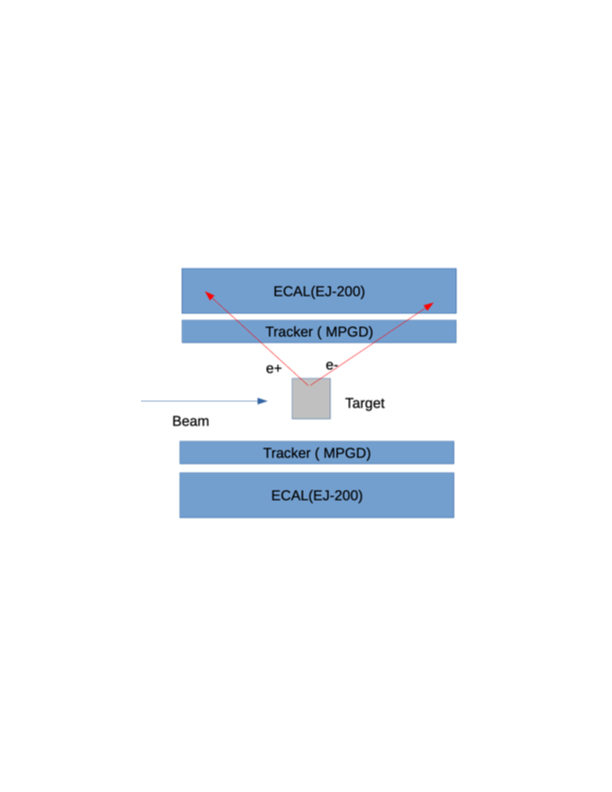 ECAL(EJ-200)
Tracker ( MPGD)
e+
e-
Target
Beam
Tracker ( MPGD)
ECAL(EJ-200)